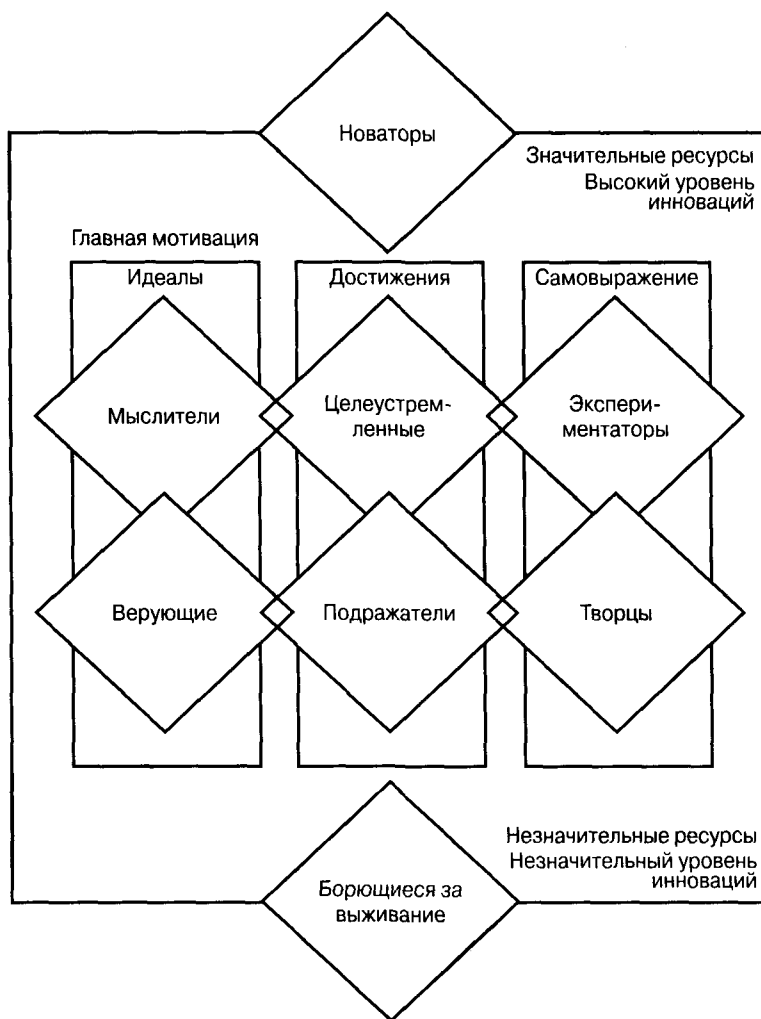 Новаторы
Значительные ресурсы
Высокий уровень
инноваций
Главная мотивация
Идеалы
Достижения
Самовыражение
Мыслители
Целеустрем-
ленные
Экспери-
ментаторы
Верующие
Подражатели
Творцы
Незначительные ресурсы
Незначительный уровень
инноваций
Борющиеся за
выживание